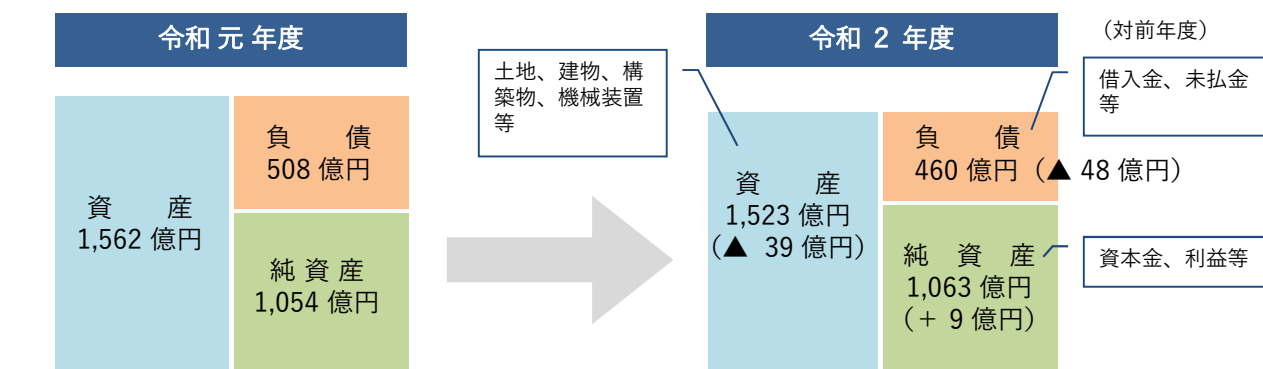 令和元年度
資　産
1,562 億円
負　債
508 億円
純資産
1,054 億円
令和 2 年度
（対前年度）
土地、建物、構
築物、機械装置
等
資　産
1,523 億円
(▲ 39 億円)
負　債
460 億円（▲ 48 億円）
純　資　産
1,063 億円
(＋ 9 億円)
借入金、未払金
等
資本金、利益等